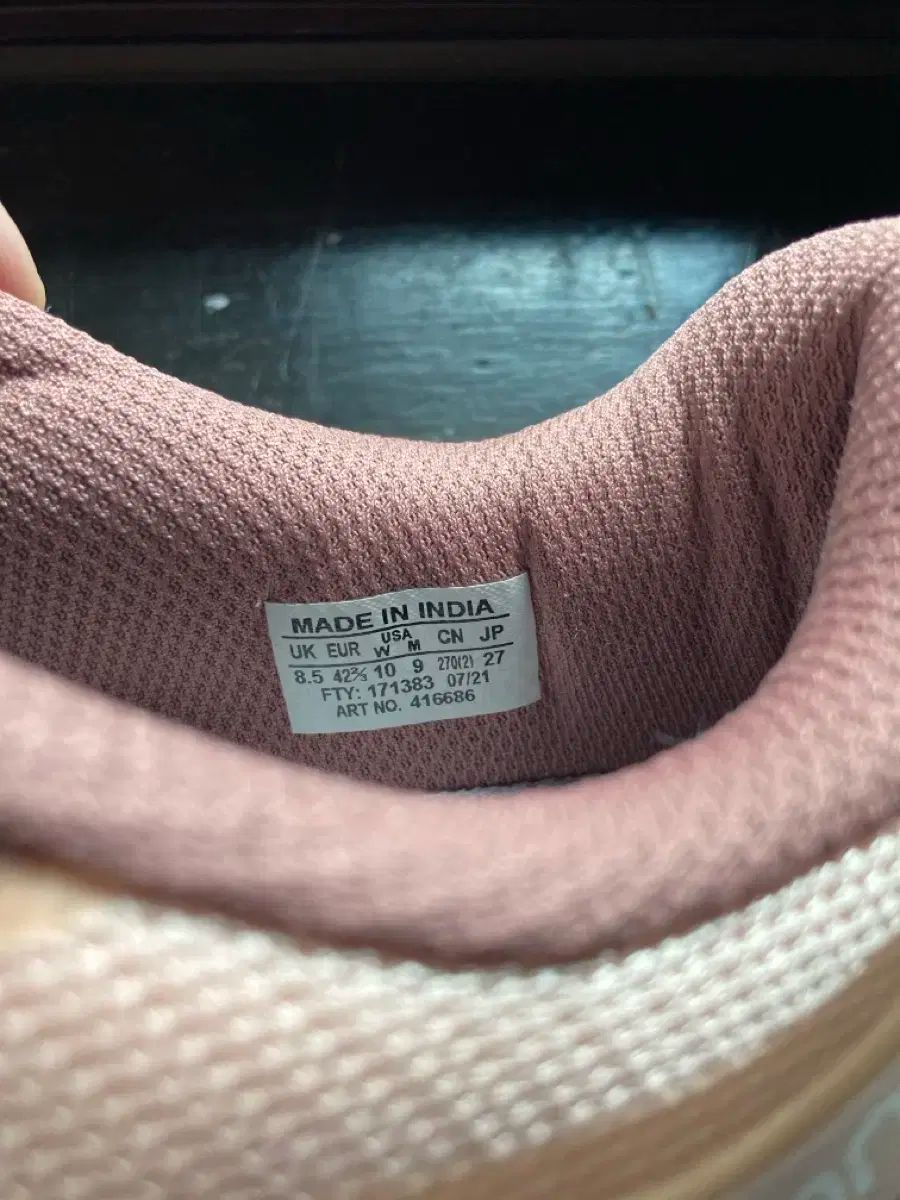 MADE IN INDIA
USA
UK EUR W M CN JP
8.5 42⅔ 10 9 270(2) 27
FTY: 171383 07/21
ART NO. 416686